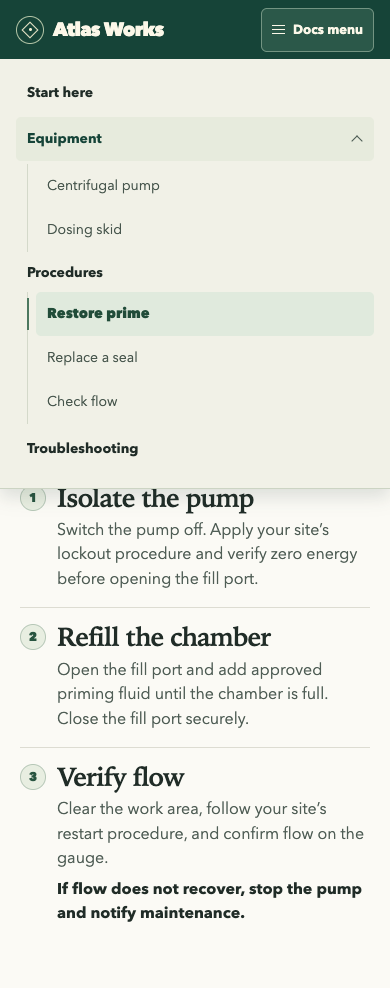 Atlas Works
Docs menu
Start here
Equipment
Centrifugal pump
Dosing skid
Procedures
Restore prime
Replace a seal
Check flow
Troubleshooting
1 Isolate the pump
Switch the pump off. Apply your site’s
lockout procedure and verify zero energy
before opening the fill port.
2 Refill the chamber
Open the fill port and add approved
priming fluid until the chamber is full.
Close the fill port securely.
3 Verify flow
Clear the work area, follow your site’s
restart procedure, and confirm flow on the
gauge.
If flow does not recover, stop the pump
and notify maintenance.